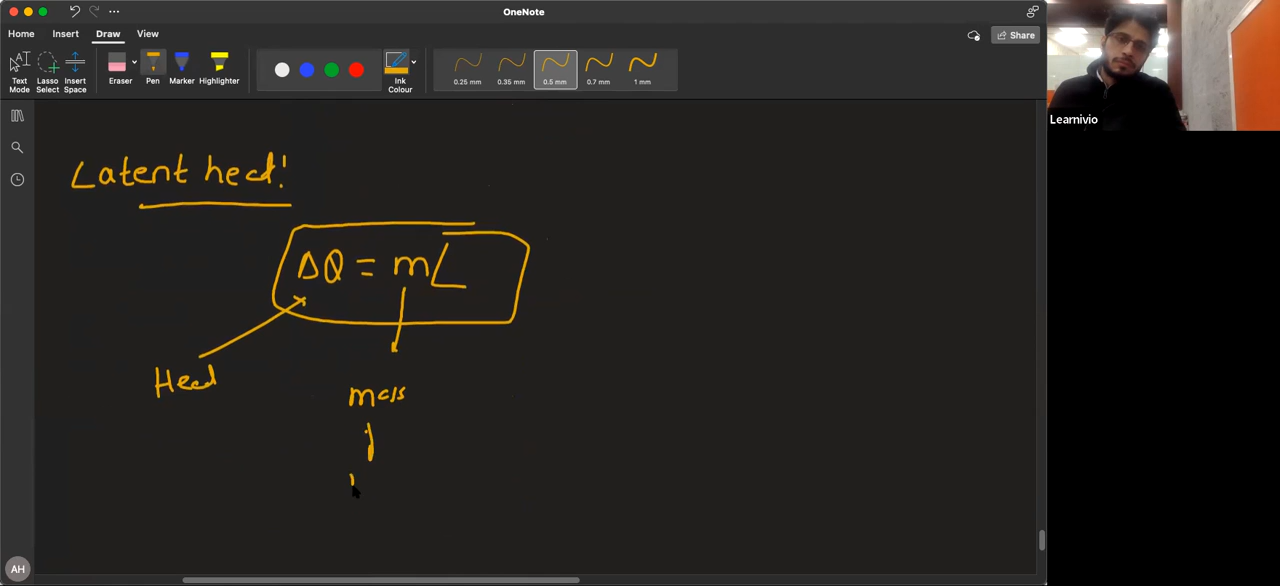 OneNote
Home Insert Draw View
Share
Text Mode
Lasso Select
Insert Space
Eraser
Pen
Marker
Highlighter
Ink Colour
0.25 mm
0.35 mm
0.5 mm
0.7 mm
1 mm
Learnivio
Latent heat!
ΔQ = mL
Heat
mass
AH